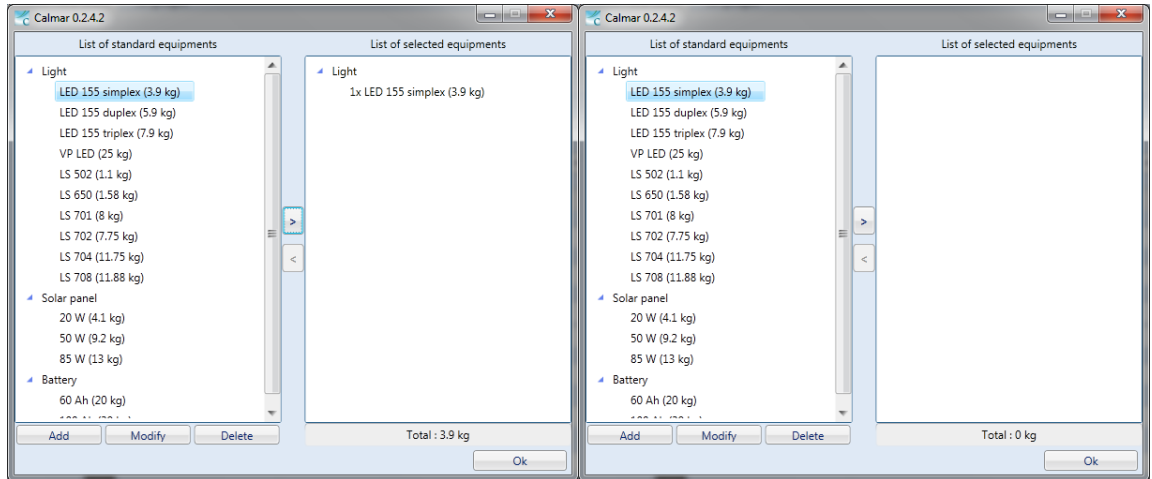 Calmar 0.2.4.2
List of standard equipments
List of selected equipments
Light
LED 155 simplex (3.9 kg)
LED 155 duplex (5.9 kg)
LED 155 triplex (7.9 kg)
VP LED (25 kg)
LS 502 (1.1 kg)
LS 650 (1.58 kg)
LS 701 (8 kg)
LS 702 (7.75 kg)
LS 704 (11.75 kg)
LS 708 (11.88 kg)
Solar panel
20 W (4.1 kg)
50 W (9.2 kg)
85 W (13 kg)
Battery
60 Ah (20 kg)
Light
1x LED 155 simplex (3.9 kg)
>
<
Add
Modify
Delete
Total : 3.9 kg
Ok
Calmar 0.2.4.2
List of standard equipments
List of selected equipments
Light
LED 155 simplex (3.9 kg)
LED 155 duplex (5.9 kg)
LED 155 triplex (7.9 kg)
VP LED (25 kg)
LS 502 (1.1 kg)
LS 650 (1.58 kg)
LS 701 (8 kg)
LS 702 (7.75 kg)
LS 704 (11.75 kg)
LS 708 (11.88 kg)
Solar panel
20 W (4.1 kg)
50 W (9.2 kg)
85 W (13 kg)
Battery
60 Ah (20 kg)
>
<
Add
Modify
Delete
Total : 0 kg
Ok